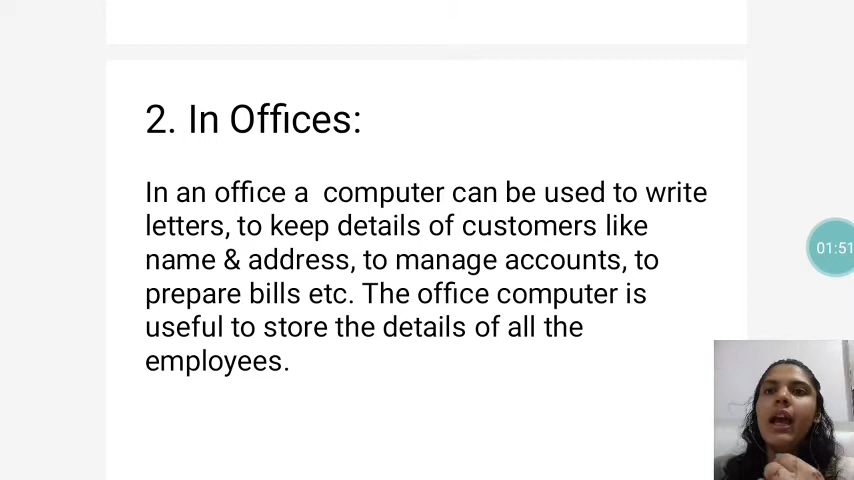 2. In Offices:
In an office a  computer can be used to write
letters, to keep details of customers like
name & address, to manage accounts, to
prepare bills etc. The office computer is
useful to store the details of all the
employees.
01:51